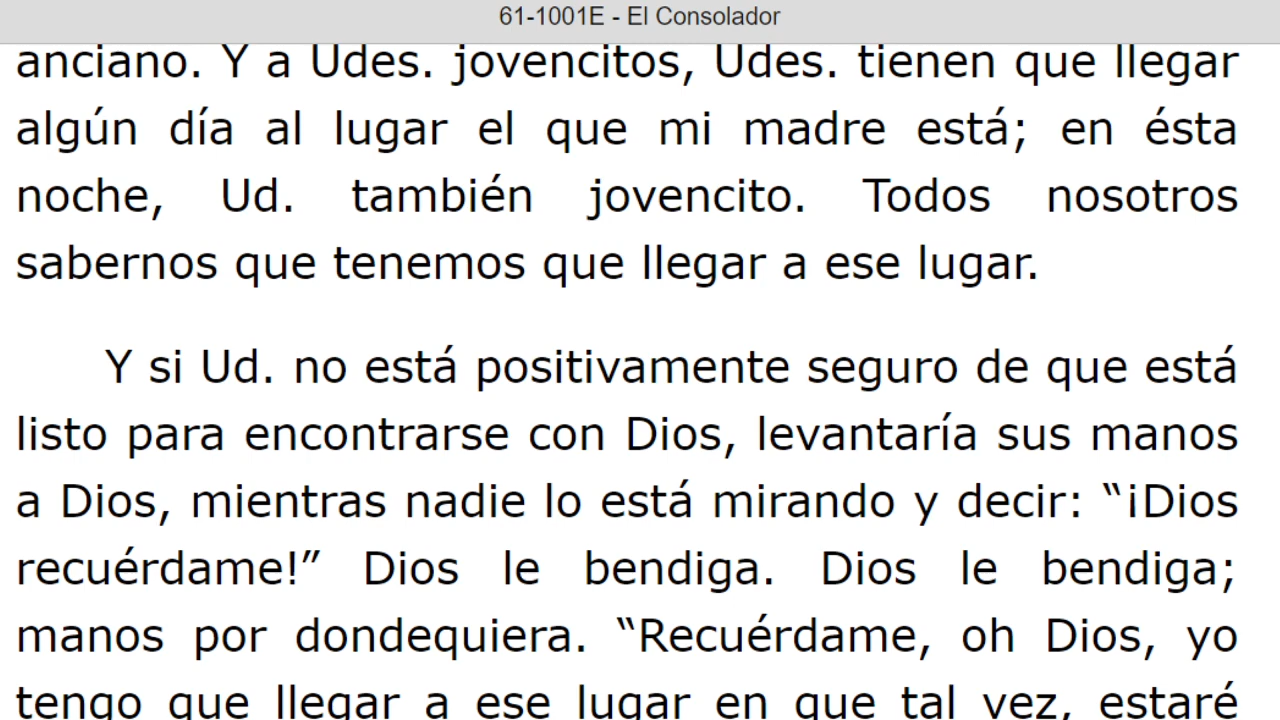 61-1001E - El Consolador
anciano. Y a Udes. jovencitos, Udes. tienen que llegar
algún día al lugar el que mi madre está; en ésta
noche, Ud. también jovencito. Todos nosotros
sabernos que tenemos que llegar a ese lugar.
Y si Ud. no está positivamente seguro de que está
listo para encontrarse con Dios, levantaría sus manos
a Dios, mientras nadie lo está mirando y decir: “¡Dios
recuérdame!” Dios le bendiga. Dios le bendiga;
manos por dondequiera. “Recuérdame, oh Dios, yo
tengo que llegar a ese lugar en que tal vez, estaré